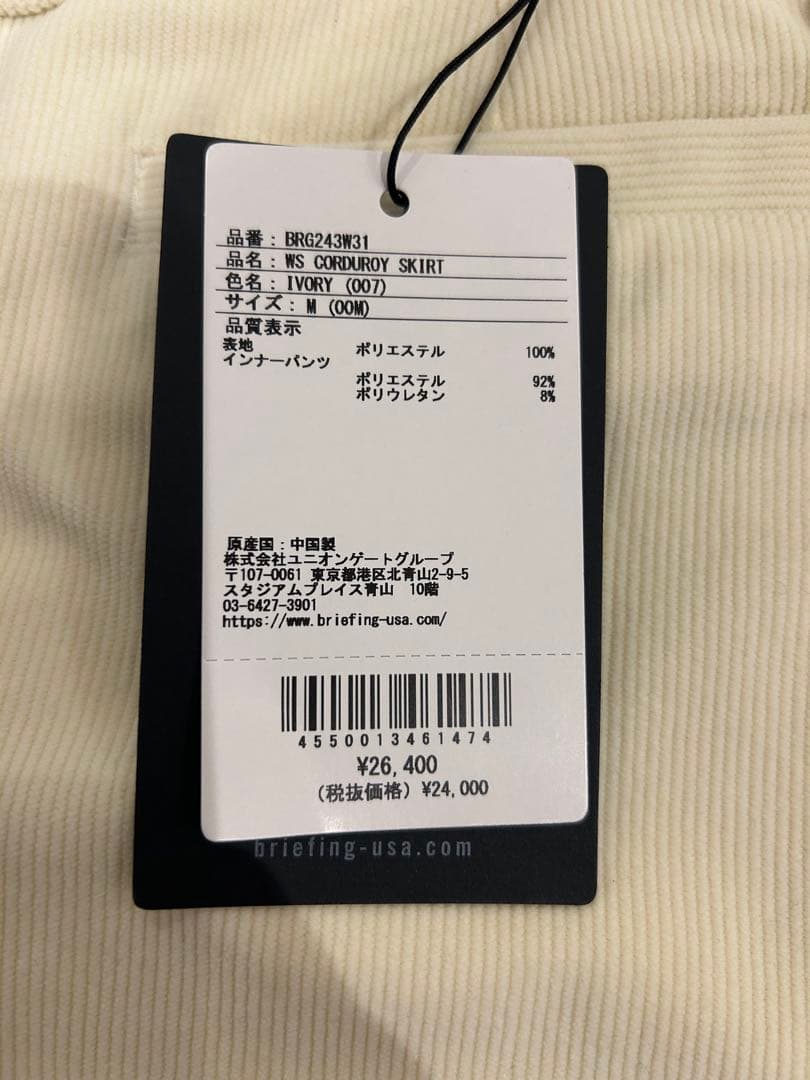 品番：BRG243W31
品名：WS CORDUROY SKIRT
色名：IVORY (007)
サイズ：M (00M)
品質表示
表地 ポリエステル 100%
インナーパンツ
ポリエステル 92%
ポリウレタン 8%
原産国：中国製
株式会社ユニオンゲートグループ
〒107-0061 東京都港区北青山2-9-5
スタジアムプレイス青山 10階
03-6427-3901
https://www.briefing-usa.com/
4550013461474
¥26,400
(税抜価格) ¥24,000
briefing-usa.com